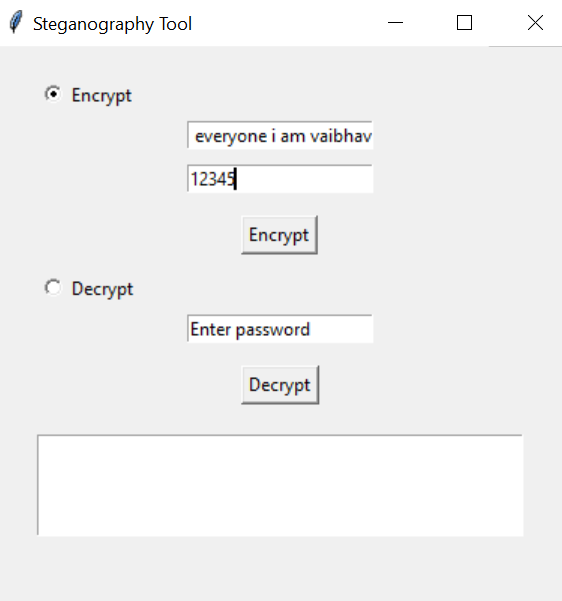 Steganography Tool
Encrypt
everyone i am vaibhav
12345
Encrypt
Decrypt
Enter password
Decrypt